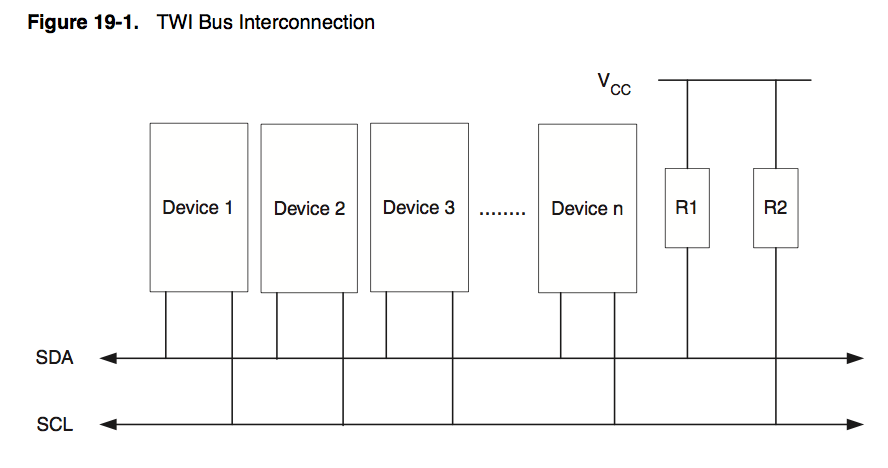 Figure 19-1. TWI Bus Interconnection
VCC
Device 1 Device 2 Device 3 ........ Device n R1 R2
SDA
SCL